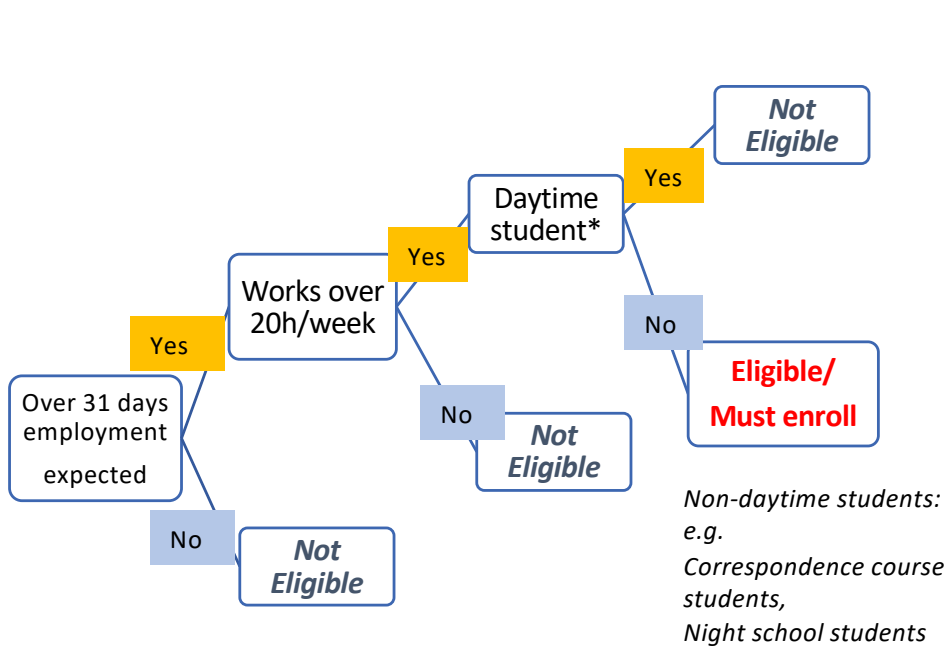 Not
Eligible
Yes
Daytime
student*
Yes
Works over
20h/week
No
Yes
Eligible/
Must enroll
Over 31 days
employment
expected
No
Not
Eligible
No
Not
Eligible
Non-daytime students:
e.g.
Correspondence course
students,
Night school students